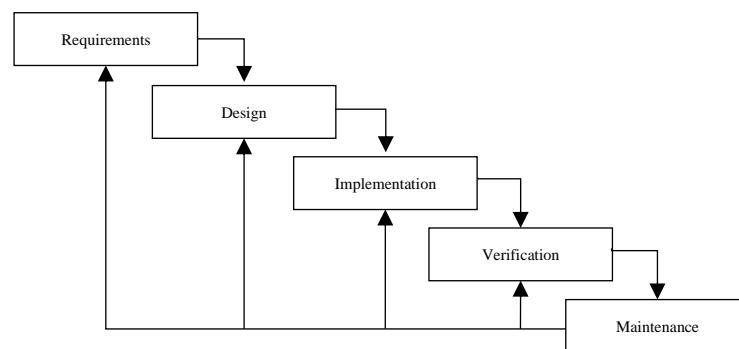 Requirements
Design
Implementation
Verification
Maintenance